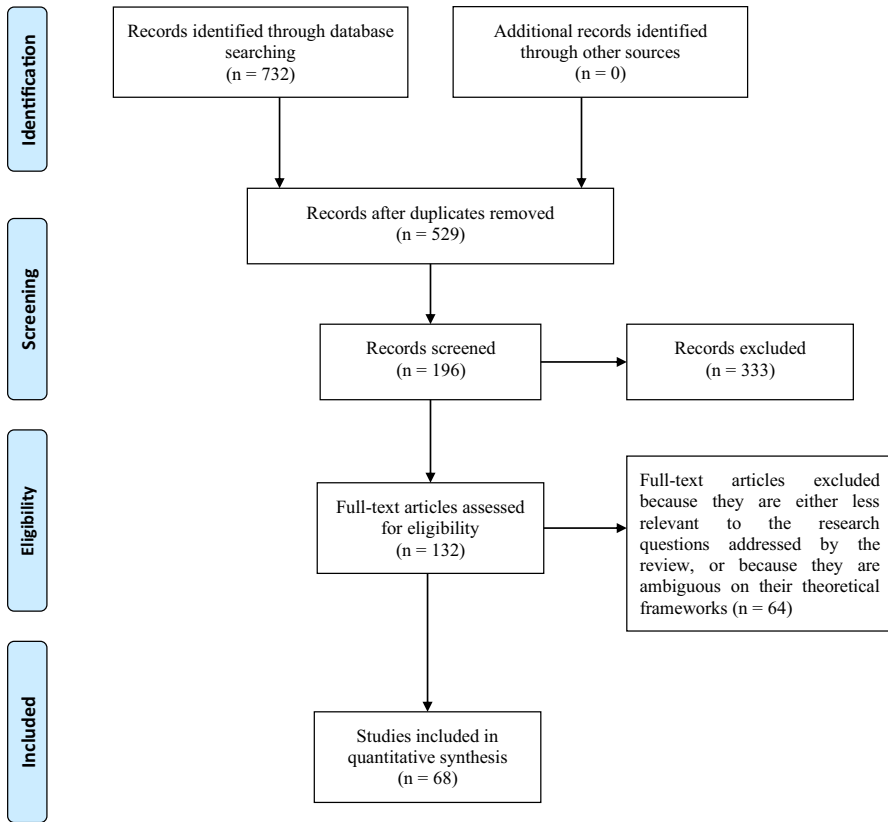 Identification
Records identified through database
searching
(n = 732)
Additional records identified
through other sources
(n = 0)
Records after duplicates removed
(n = 529)
Screening
Records screened
(n = 196)
Records excluded
(n = 333)
Eligibility
Full-text articles assessed
for eligibility
(n = 132)
Full-text articles excluded
because they are either less
relevant to the research
questions addressed by the
review, or because they are
ambiguous on their theoretical
frameworks (n = 64)
Included
Studies included in
quantitative synthesis
(n = 68)